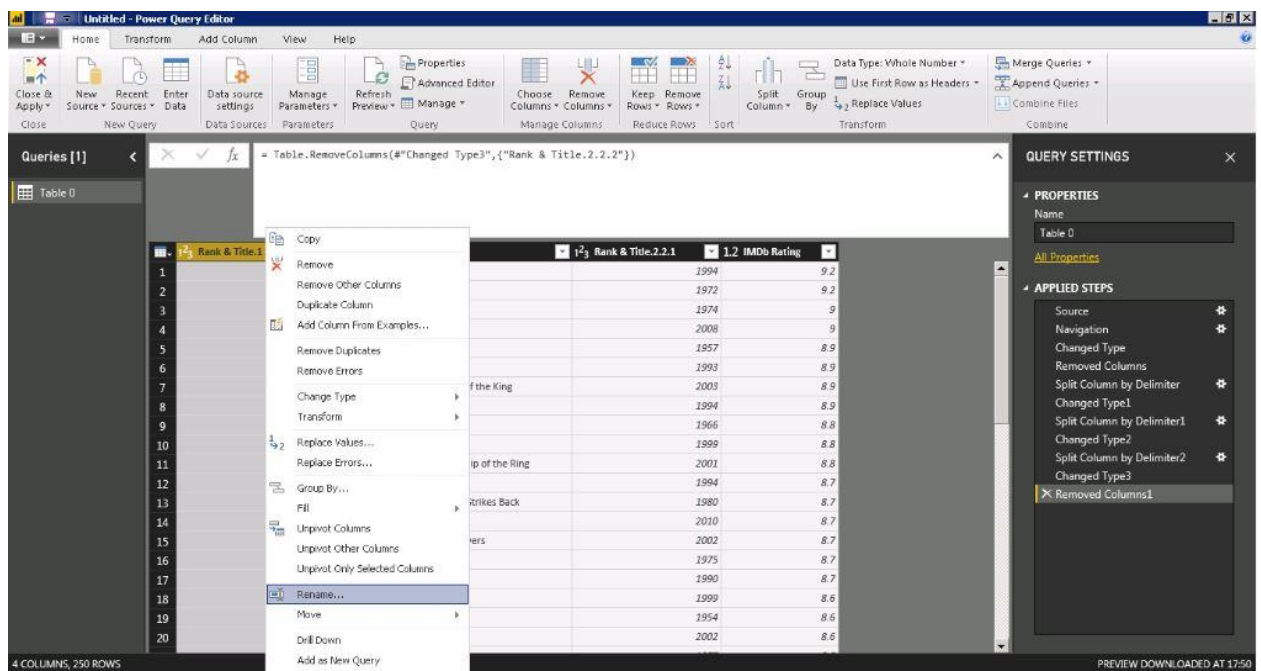 Untitled - Power Query Editor
Home Transform Add Column View Help
Close & Apply
New Source
Recent Sources
Enter Data
Data source settings
Manage Parameters
Refresh Preview
Properties
Advanced Editor
Manage
Choose Columns
Remove Columns
Keep Rows
Remove Rows
Split Column
Group By
Data Type: Whole Number
Use First Row as Headers
Replace Values
Merge Queries
Append Queries
Combine Files
Close New Query Data Sources Parameters Query Manage Columns Reduce Rows Sort Transform Combine
Queries [1]
Table 0
fx = Table.RemoveColumns(#"Changed Type3",{"Rank & Title.2.2.2"})
1²3 Rank & Title.1 1²3 Rank & Title.2.2.1 1.2 IMDb Rating
1 1994 9.2
2 1972 9.2
3 1974 9
4 2008 9
5 1957 8.9
6 1993 8.9
7 f the King 2003 8.9
8 1994 8.9
9 1966 8.8
10 1999 8.8
11 ip of the Ring 2001 8.8
12 1994 8.7
13 Strikes Back 1980 8.7
14 2010 8.7
15 vers 2002 8.7
16 1975 8.7
17 1990 8.7
18 1999 8.6
19 1954 8.6
20 2002 8.6
Copy
Remove
Remove Other Columns
Duplicate Column
Add Column From Examples...
Remove Duplicates
Remove Errors
Change Type
Transform
Replace Values...
Replace Errors...
Group By...
Fill
Unpivot Columns
Unpivot Other Columns
Unpivot Only Selected Columns
Rename...
Move
Drill Down
Add as New Query
QUERY SETTINGS
PROPERTIES
Name
Table 0
All Properties
APPLIED STEPS
Source
Navigation
Changed Type
Removed Columns
Split Column by Delimiter
Changed Type1
Split Column by Delimiter1
Changed Type2
Split Column by Delimiter2
Changed Type3
Removed Columns1
4 COLUMNS, 250 ROWS
PREVIEW DOWNLOADED AT 17:50